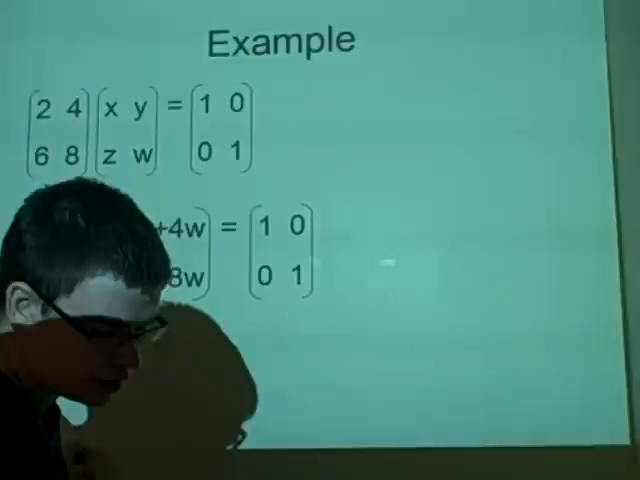 Example
2 4 x y = 1 0
6 8 z w 0 1
+4w = 1 0
8w 0 1